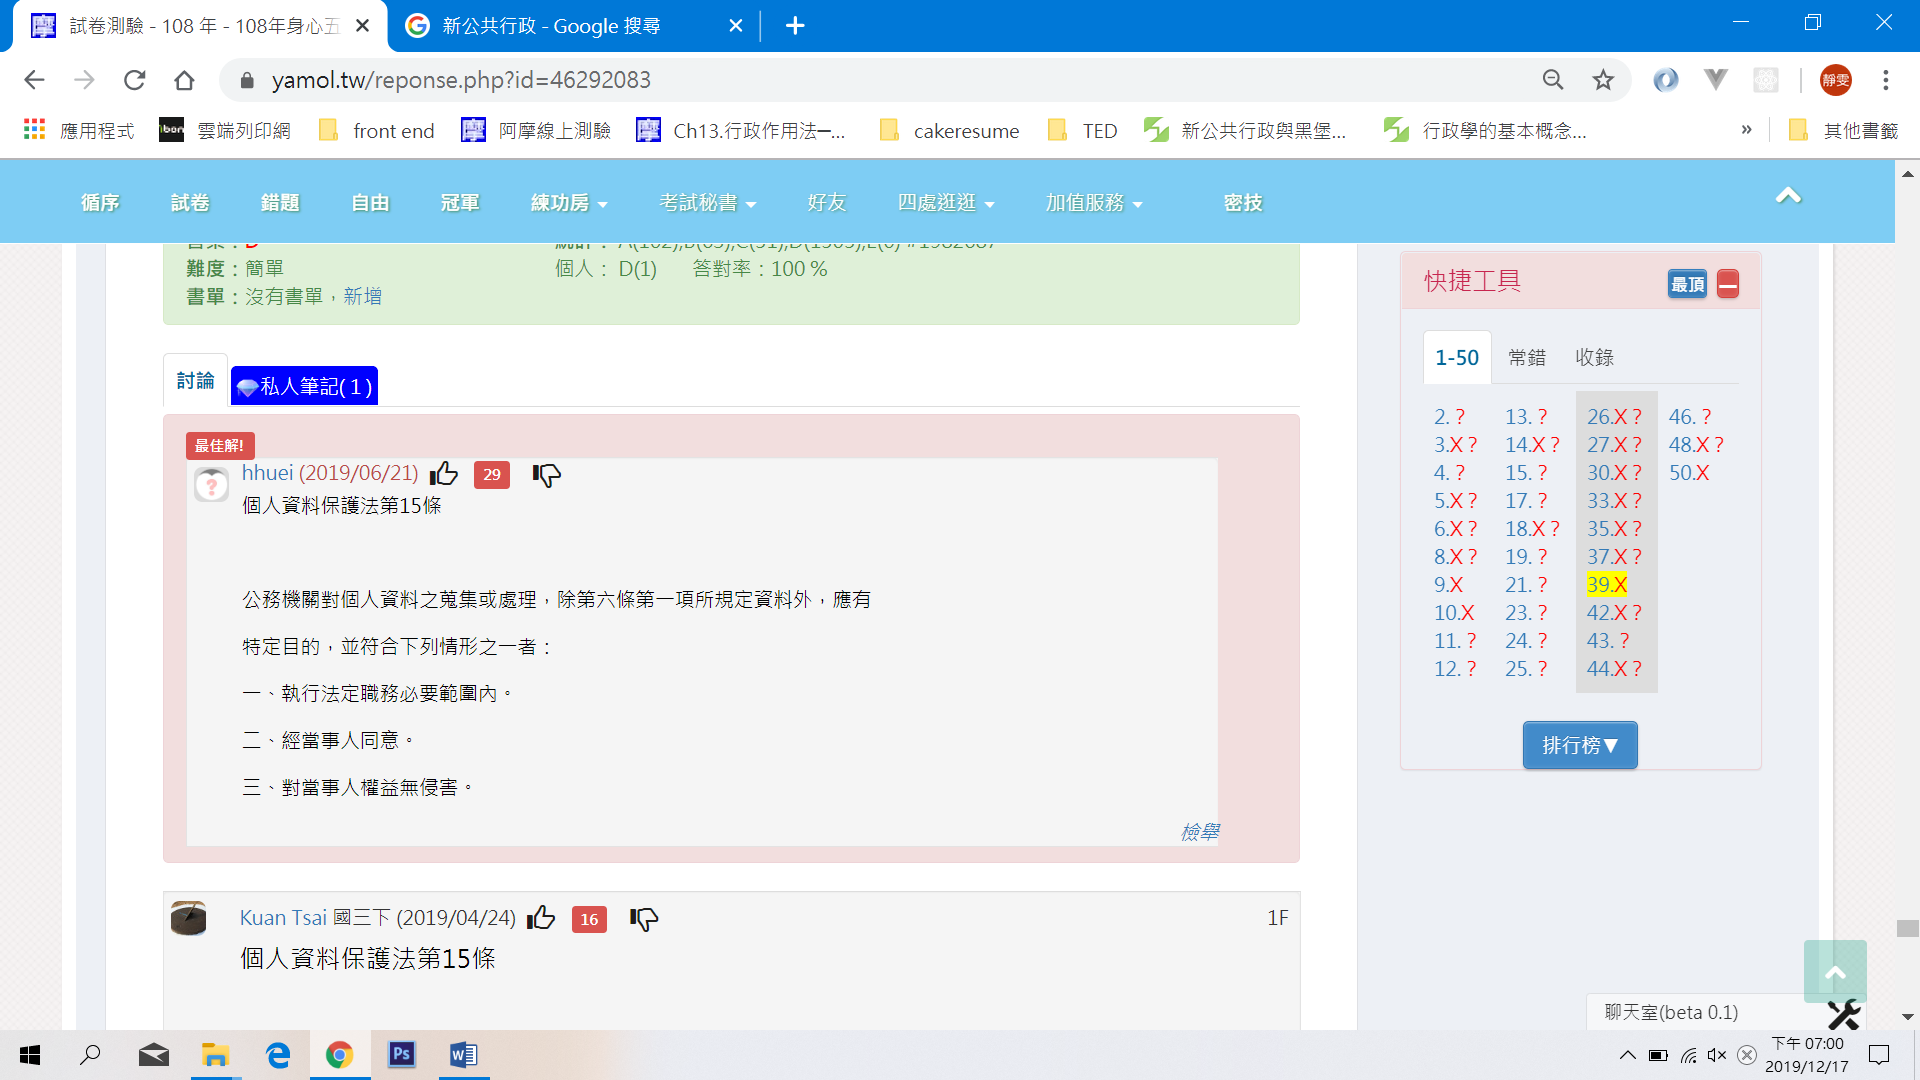 試卷測驗 - 108 年 - 108年身心五
新公共行政 - Google 搜尋
yamol.tw/reponse.php?id=46292083
靜雯
應用程式
ibon
雲端列印網
front end
阿摩線上測驗
Ch13.行政作用法─...
cakeresume
TED
新公共行政與黑堡...
行政學的基本概念...
»
其他書籤
循序
試卷
錯題
自由
冠軍
練功房
考試秘書
好友
四處逛逛
加值服務
密技
難度：簡單
個人： D(1) 答對率：100 %
書單：沒有書單，新增
討論
私人筆記( 1 )
最佳解!
hhuei (2019/06/21) 29
個人資料保護法第15條
公務機關對個人資料之蒐集或處理，除第六條第一項所規定資料外，應有
特定目的，並符合下列情形之一者：
一、執行法定職務必要範圍內。
二、經當事人同意。
三、對當事人權益無侵害。
檢舉
Kuan Tsai 國三下 (2019/04/24) 16
1F
個人資料保護法第15條
快捷工具
最頂
1-50 常錯 收錄
2. ? 13. ? 26.X ? 46. ?
3.X ? 14.X ? 27.X ? 48.X ?
4. ? 15. ? 30.X ? 50.X
5.X ? 17. ? 33.X ?
6.X ? 18.X ? 35.X ?
8.X ? 19. ? 37.X ?
9.X 21. ? 39.X
10.X 23. ? 42.X ?
11. ? 24. ? 43. ?
12. ? 25. ? 44.X ?
排行榜▼
聊天室(beta 0.1)
Ps
下午 07:00
2019/12/17